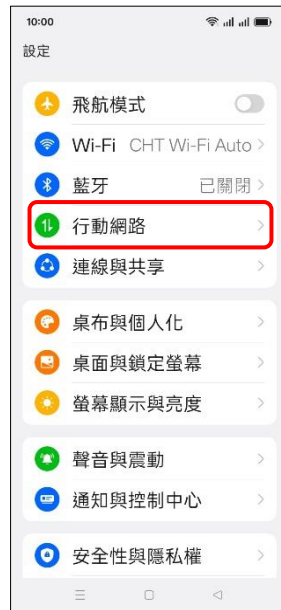 10:00
設定
飛航模式
Wi-Fi CHT Wi-Fi Auto
藍牙 已關閉
行動網路
連線與共享
桌布與個人化
桌面與鎖定螢幕
螢幕顯示與亮度
聲音與震動
通知與控制中心
安全性與隱私權